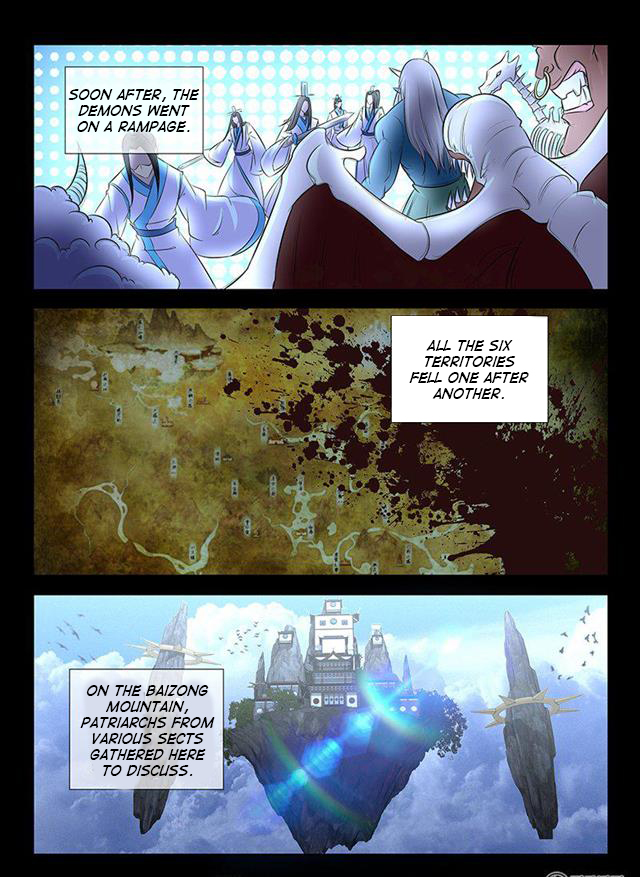 SOON AFTER, THE
DEMONS WENT
ON A RAMPAGE.
ALL THE SIX
TERRITORIES
FELL ONE AFTER
ANOTHER.
ON THE BAIZONG
MOUNTAIN,
PATRIARCHS FROM
VARIOUS SECTS
GATHERED HERE
TO DISCUSS.